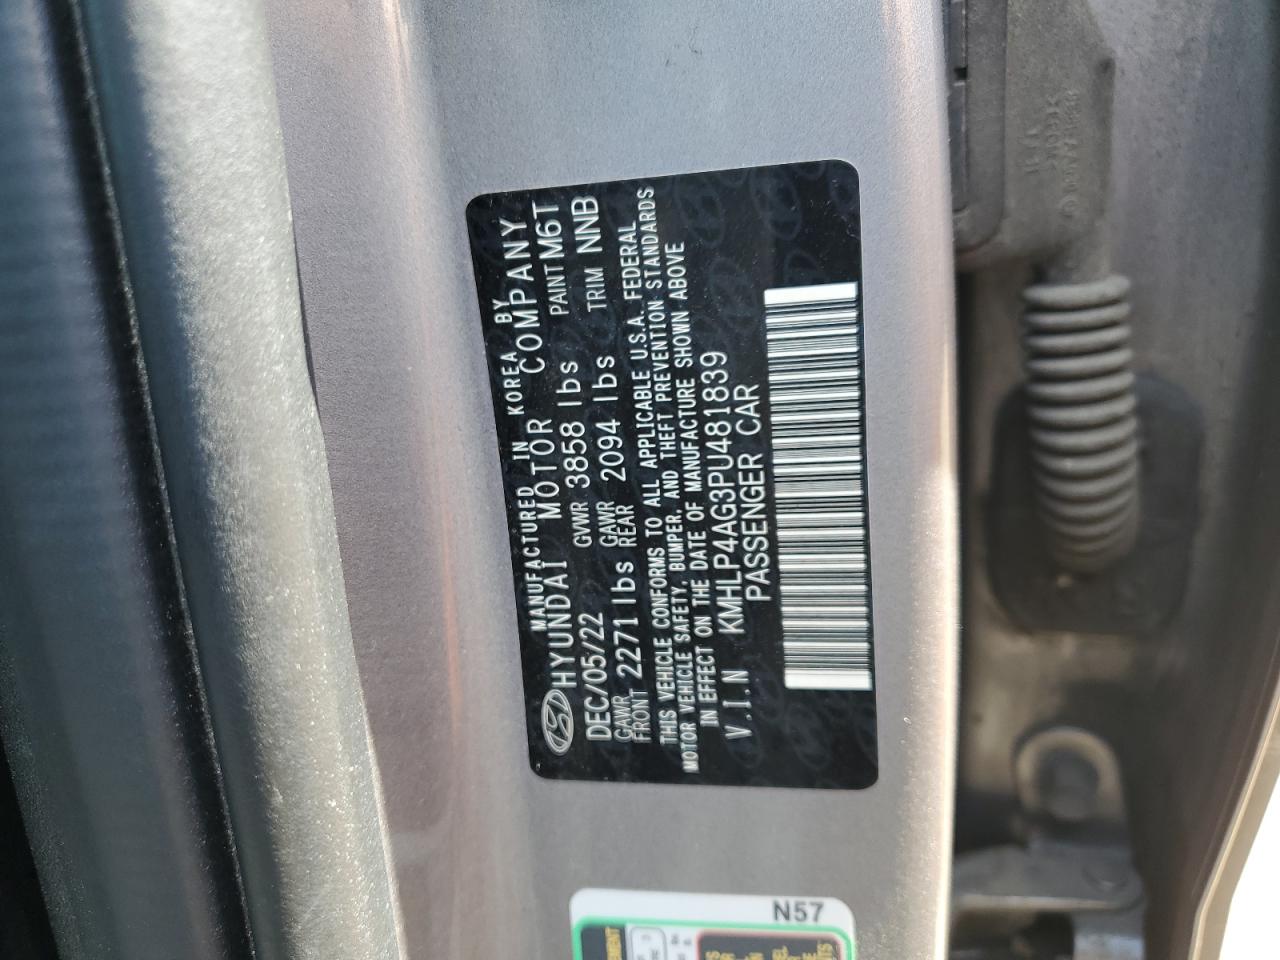 MANUFACTURED IN KOREA BY
HYUNDAI MOTOR COMPANY
DEC/05/22 GVWR 3858 lbs PAINT M6T
GAWR FRONT 2271 lbs GAWR REAR 2094 lbs TRIM NNB
THIS VEHICLE CONFORMS TO ALL APPLICABLE U.S.A. FEDERAL
MOTOR VEHICLE SAFETY, BUMPER, AND THEFT PREVENTION STANDARDS
IN EFFECT ON THE DATE OF MANUFACTURE SHOWN ABOVE
V.I.N KMHLP4AG3PU481839
PASSENGER CAR
N57